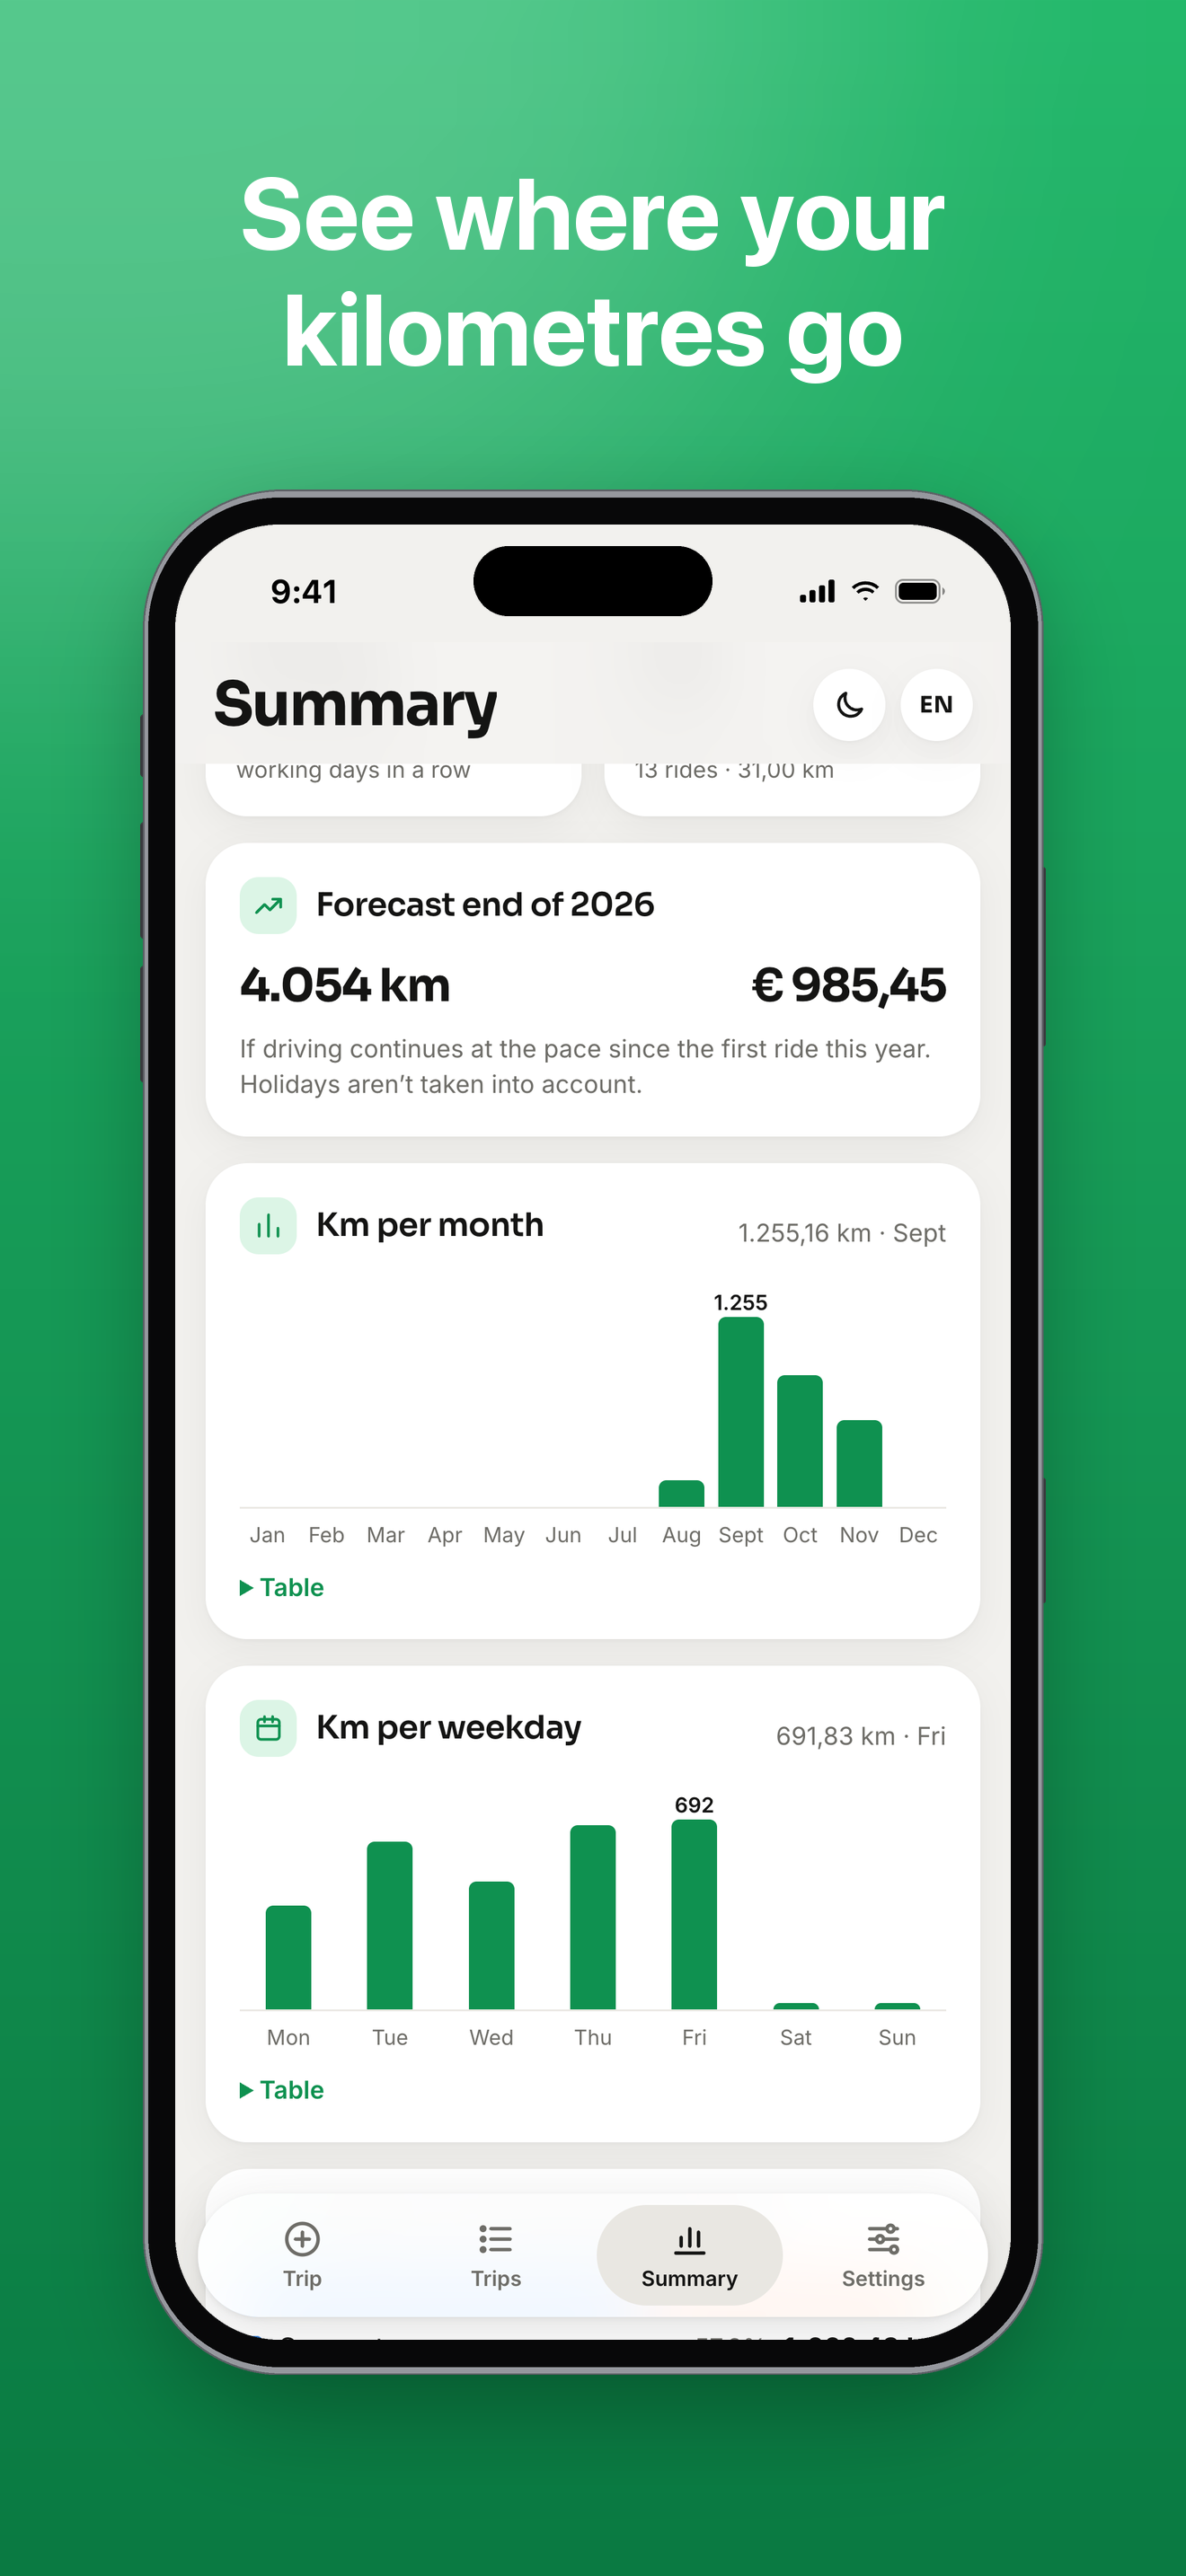 See where your
kilometres go
9:41
Summary
EN
working days in a row
13 rides · 31,00 km
Forecast end of 2026
4.054 km
€ 985,45
If driving continues at the pace since the first ride this year.
Holidays aren’t taken into account.
Km per month
1.255,16 km · Sept
1.255
Jan Feb Mar Apr May Jun Jul Aug Sept Oct Nov Dec
Table
Km per weekday
691,83 km · Fri
692
Mon Tue Wed Thu Fri Sat Sun
Table
Trip Trips Summary Settings